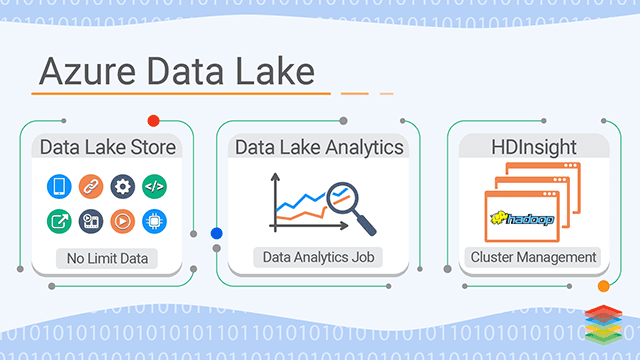 Azure Data Lake
Data Lake Store
No Limit Data
Data Lake Analytics
Data Analytics Job
HDInsight
hadoop
Cluster Management